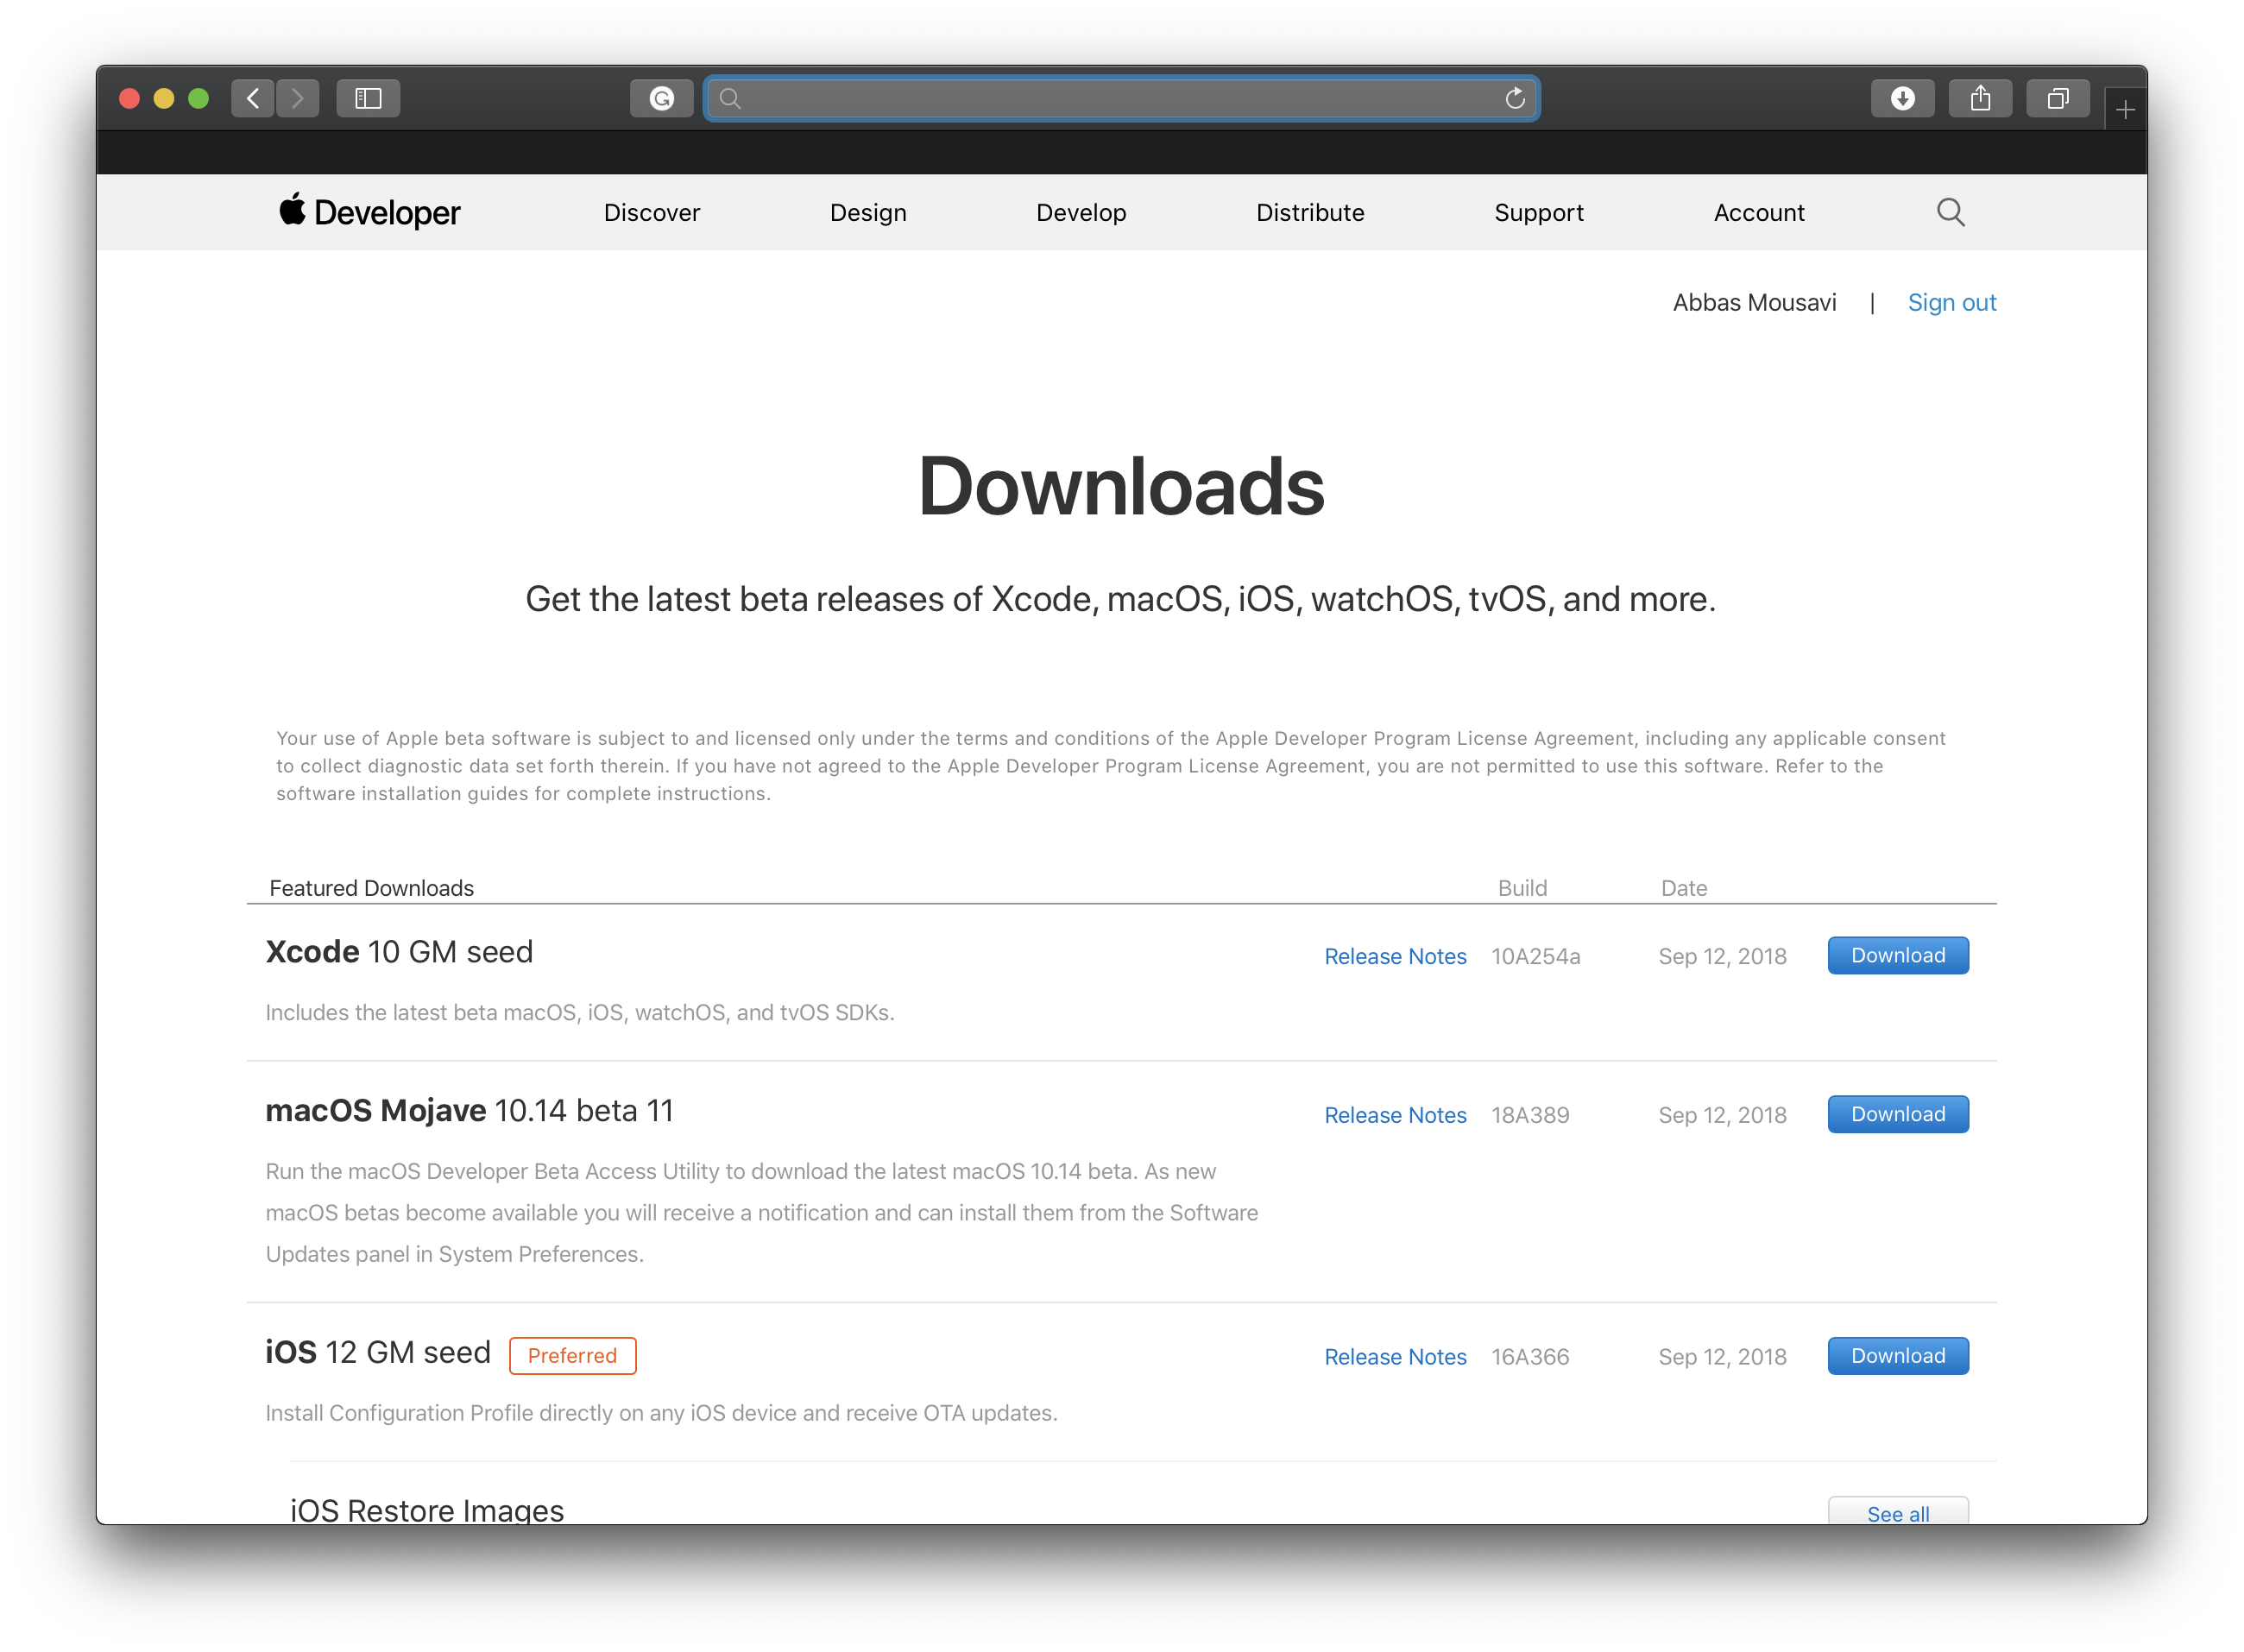 Developer
Discover
Design
Develop
Distribute
Support
Account
Abbas Mousavi | Sign out
Downloads
Get the latest beta releases of Xcode, macOS, iOS, watchOS, tvOS, and more.
Your use of Apple beta software is subject to and licensed only under the terms and conditions of the Apple Developer Program License Agreement, including any applicable consent
to collect diagnostic data set forth therein. If you have not agreed to the Apple Developer Program License Agreement, you are not permitted to use this software. Refer to the
software installation guides for complete instructions.
Featured Downloads Build Date
Xcode 10 GM seed Release Notes 10A254a Sep 12, 2018 Download
Includes the latest beta macOS, iOS, watchOS, and tvOS SDKs.
macOS Mojave 10.14 beta 11 Release Notes 18A389 Sep 12, 2018 Download
Run the macOS Developer Beta Access Utility to download the latest macOS 10.14 beta. As new
macOS betas become available you will receive a notification and can install them from the Software
Updates panel in System Preferences.
iOS 12 GM seed Preferred Release Notes 16A366 Sep 12, 2018 Download
Install Configuration Profile directly on any iOS device and receive OTA updates.
iOS Restore Images See all